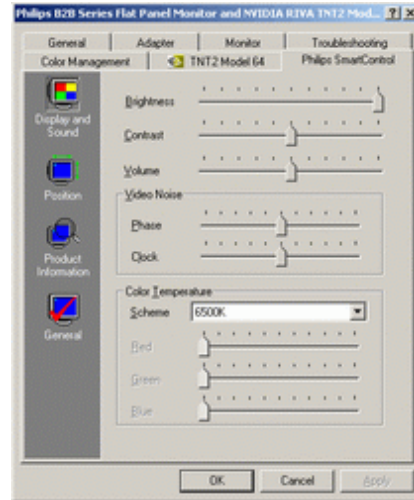 Philips B2B Series Flat Panel Monitor and NVIDIA RIVA TNT2 Mod...
General Adapter Monitor Troubleshooting
Color Management TNT2 Model 64 Philips SmartControl
Display and
Sound
Position
Product
Information
General
Brightness
Contrast
Volume
Video Noise
Phase
Clock
Color Temperature
Scheme 6500K
Red
Green
Blue
OK Cancel Apply